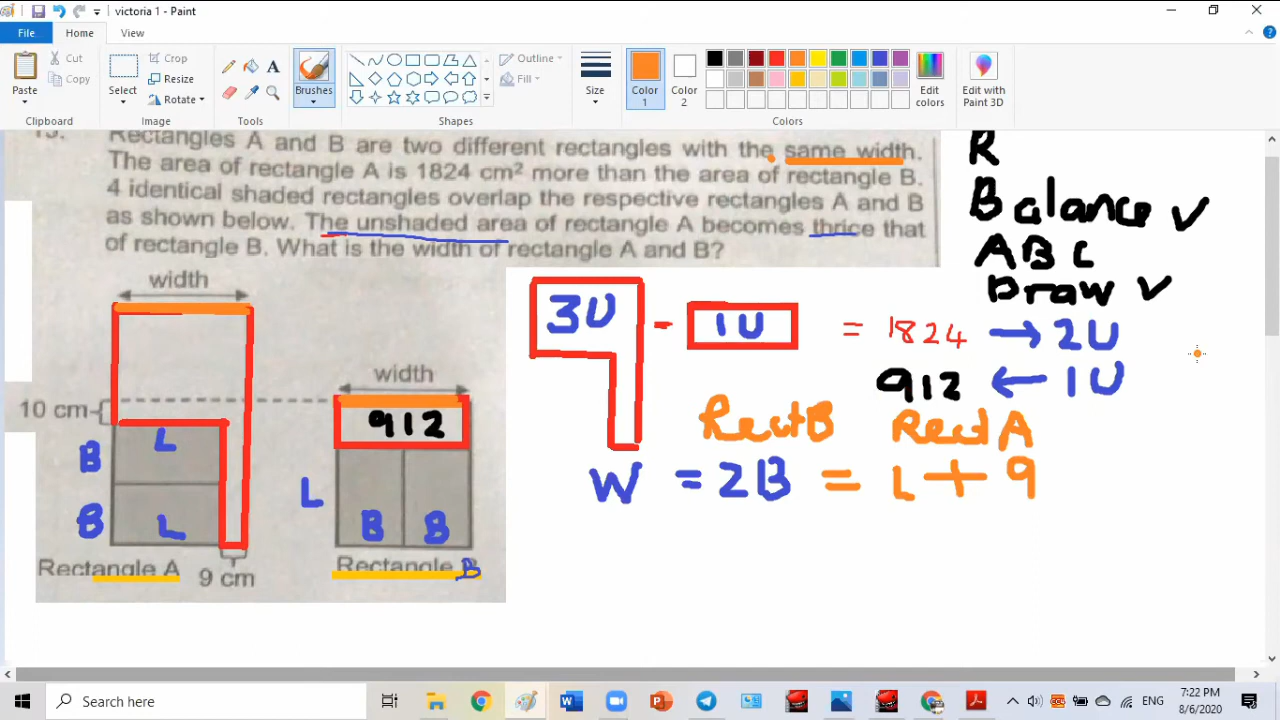 victoria 1 - Paint
File Home View
Paste Cut Copy Clipboard
Select Crop Resize Rotate Image
Tools
Brushes
Outline Fill Shapes
Size
Color 1 Color 2 Edit colors Edit with Paint 3D Colors
Rectangles A and B are two different rectangles with the same width.
The area of rectangle A is 1824 cm² more than the area of rectangle B.
4 identical shaded rectangles overlap the respective rectangles A and B
as shown below. The unshaded area of rectangle A becomes thrice that
of rectangle B. What is the width of rectangle A and B?
R
Balance ✓
ABC
Draw ✓
width
10 cm
B L
B L
Rectangle A
9 cm
width
912
L
B B
Rectangle B
3U - 1U = 1824 → 2U
912 ← 1U
Rect B Rect A
W = 2B = L + 9
Type here to search
ENG
7:22 PM
8/6/2020